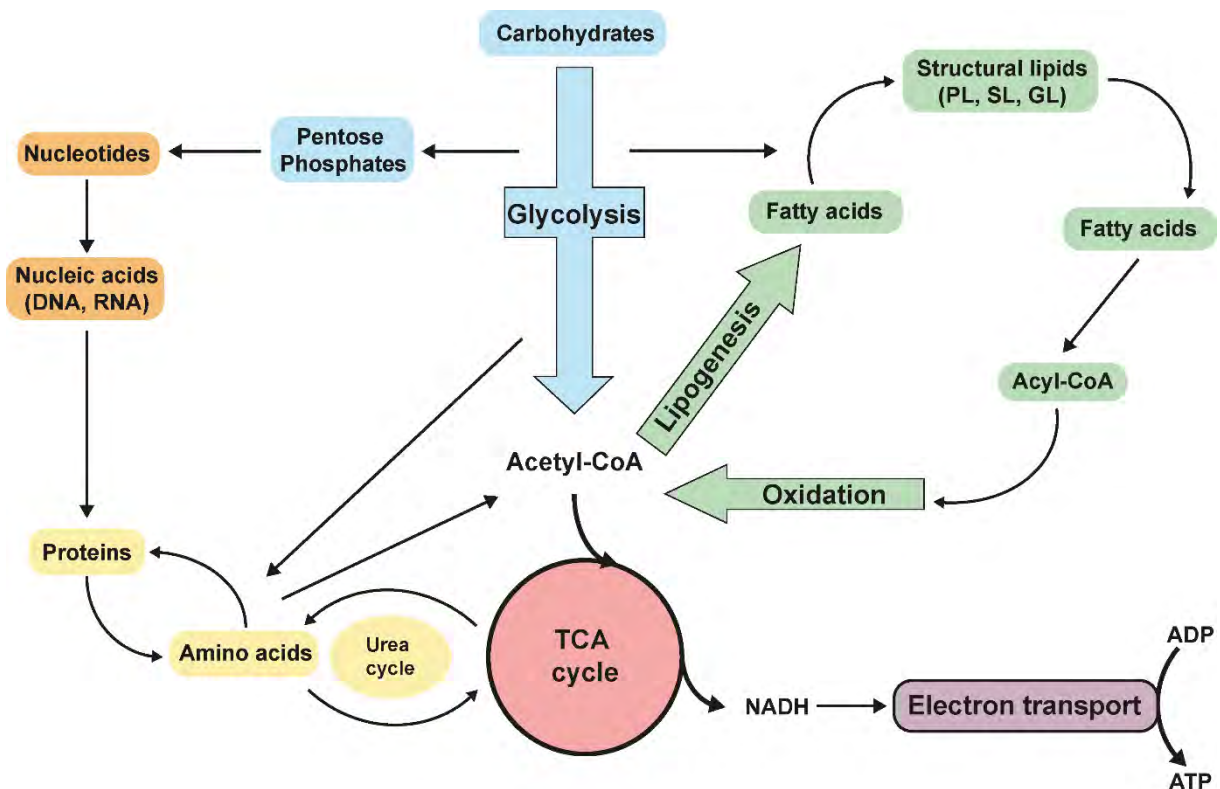 Carbohydrates
Structural lipids
(PL, SL, GL)
Nucleotides
Pentose
Phosphates
Glycolysis
Fatty acids
Fatty acids
Nucleic acids
(DNA, RNA)
Lipogenesis
Acyl-CoA
Acetyl-CoA
Oxidation
Proteins
Amino acids
Urea
cycle
TCA
cycle
NADH
Electron transport
ADP
ATP